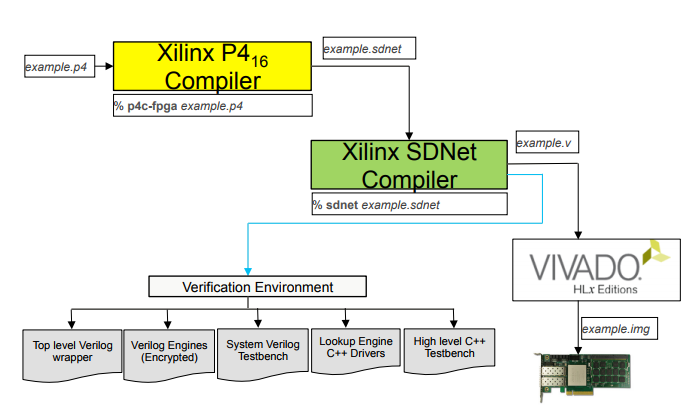 example.p4
Xilinx P4₁₆
Compiler
% p4c-fpga example.p4
example.sdnet
Xilinx SDNet
Compiler
% sdnet example.sdnet
example.v
VIVADO.
HLx Editions
example.img
Verification Environment
Top level Verilog
wrapper
Verilog Engines
(Encrypted)
System Verilog
Testbench
Lookup Engine
C++ Drivers
High level C++
Testbench